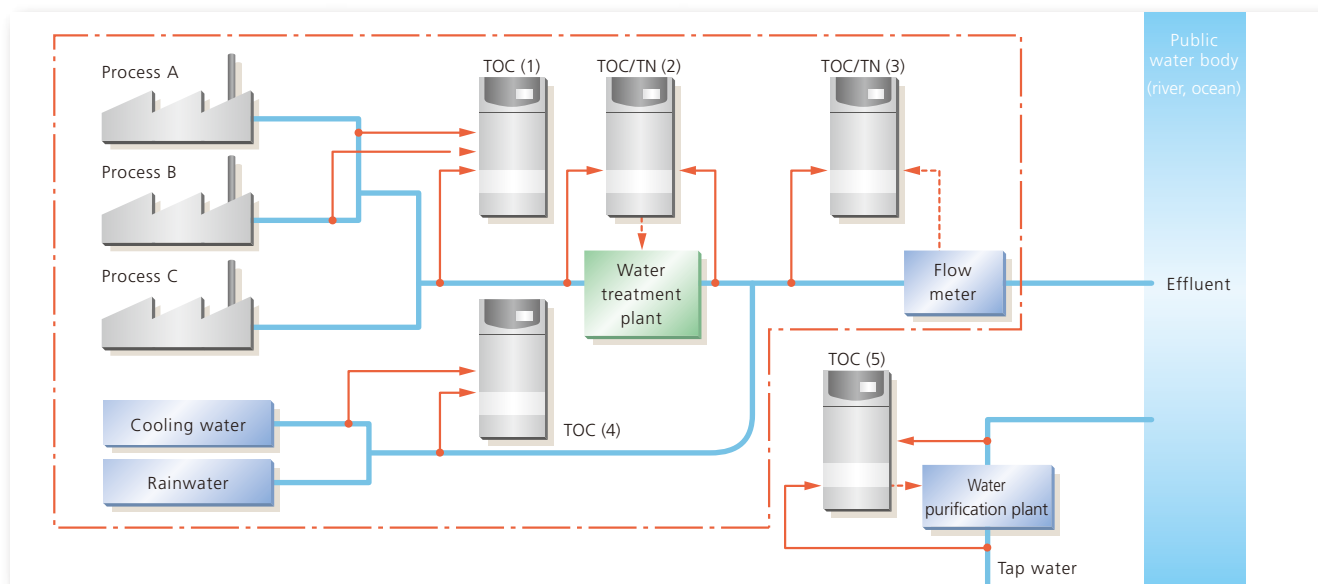 Process A
TOC (1)
TOC/TN (2)
TOC/TN (3)
Public
water body
(river, ocean)
Process B
Process C
Water
treatment
plant
Flow
meter
Effluent
Cooling water
TOC (4)
Rainwater
TOC (5)
Water
purification plant
Tap water